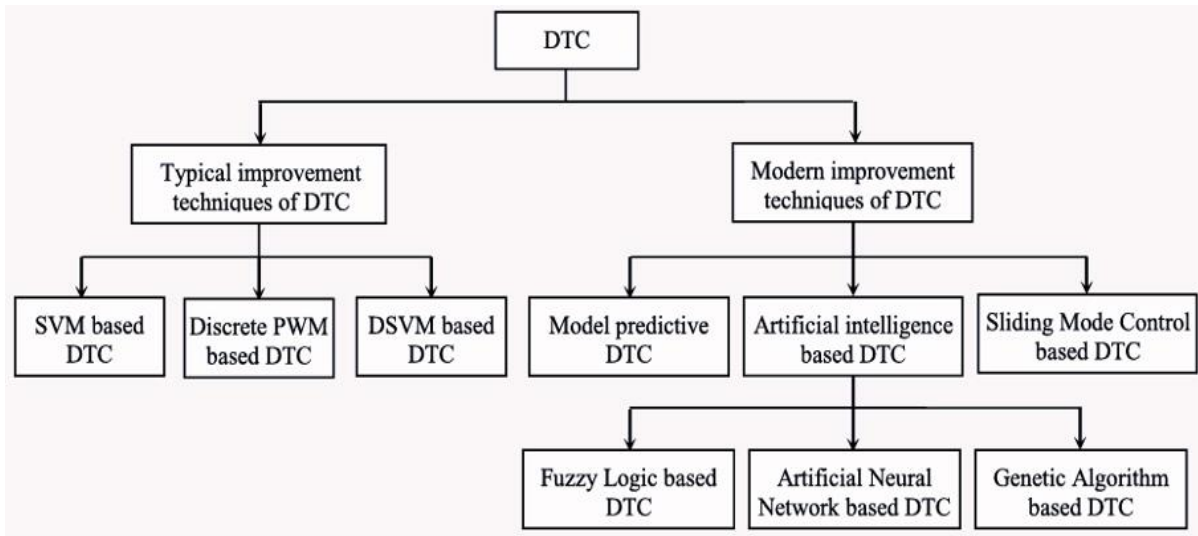 DTC
Typical improvement
techniques of DTC
Modern improvement
techniques of DTC
SVM based
DTC
Discrete PWM
based DTC
DSVM based
DTC
Model predictive
DTC
Artificial intelligence
based DTC
Sliding Mode Control
based DTC
Fuzzy Logic based
DTC
Artificial Neural
Network based DTC
Genetic Algorithm
based DTC